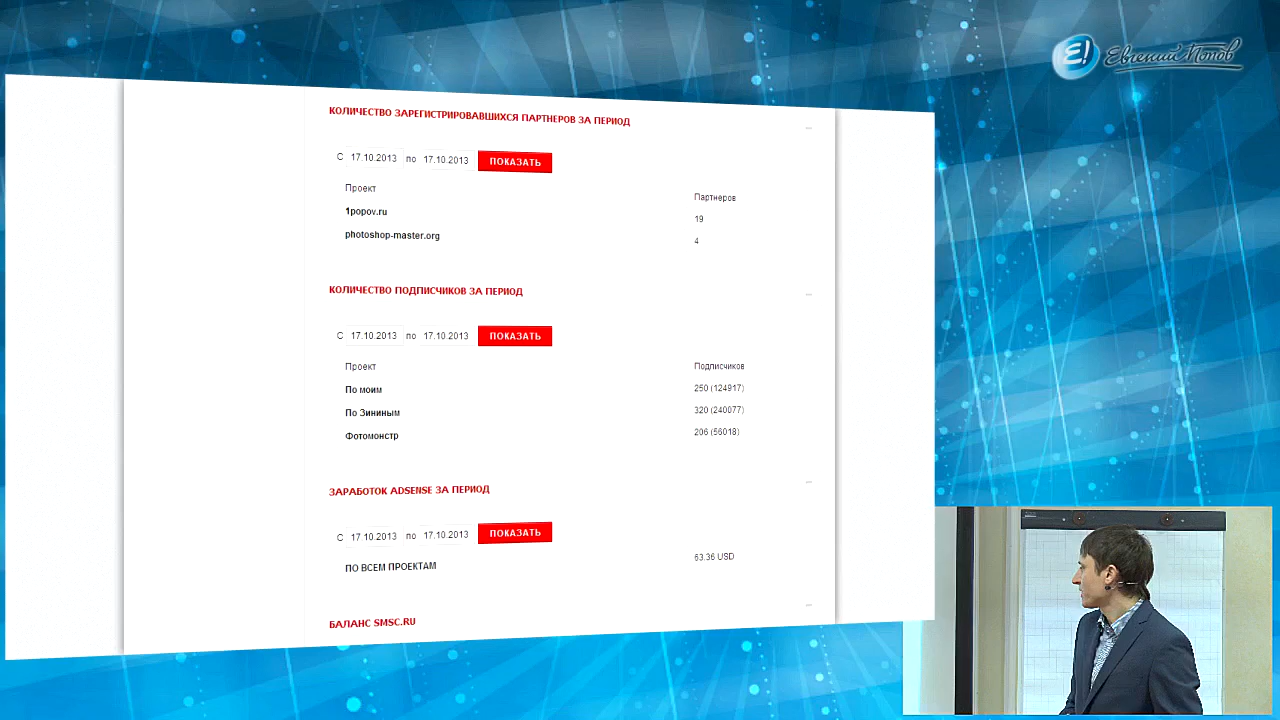 E! Евгений Попов
КОЛИЧЕСТВО ЗАРЕГИСТРИРОВАВШИХСЯ ПАРТНЕРОВ ЗА ПЕРИОД
С 17.10.2013 по 17.10.2013 ПОКАЗАТЬ
Проект Партнеров
1popov.ru 19
photoshop-master.org 4
КОЛИЧЕСТВО ПОДПИСЧИКОВ ЗА ПЕРИОД
С 17.10.2013 по 17.10.2013 ПОКАЗАТЬ
Проект Подписчиков
По моим 250 (124917)
По Зининым 320 (240077)
Фотомонстр 206 (56018)
ЗАРАБОТОК ADSENSE ЗА ПЕРИОД
С 17 10 2013 по 17.10.2013 ПОКАЗАТЬ
ПО ВСЕМ ПРОЕКТАМ 63.36 USD
БАЛАНС SMSC.RU